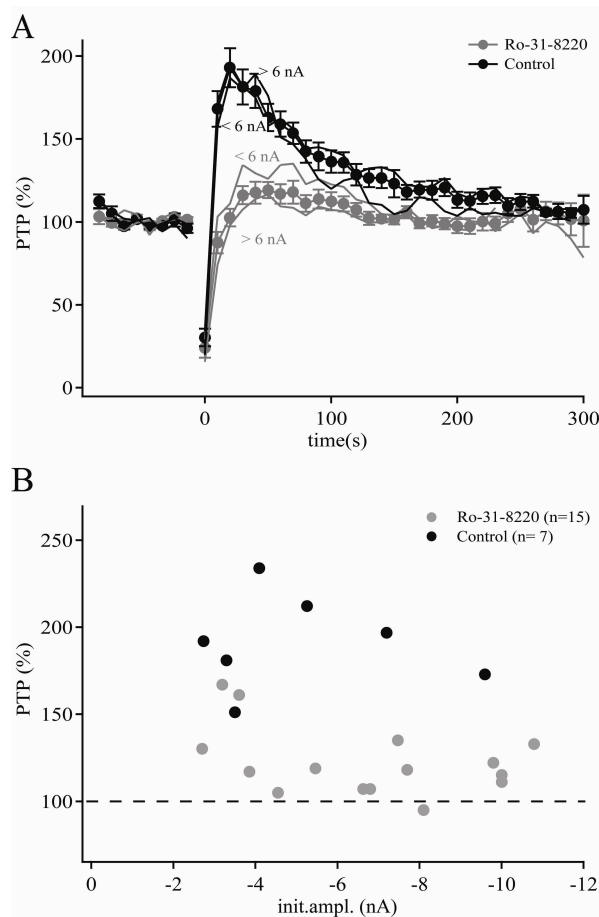 A
Ro-31-8220
Control
> 6 nA
< 6 nA
< 6 nA
> 6 nA
PTP (%)
200
150
100
50
0
0
100
200
300
time(s)
B
Ro-31-8220 (n=15)
Control (n= 7)
PTP (%)
250
200
150
100
0
-2
-4
-6
-8
-10
-12
init.ampl. (nA)